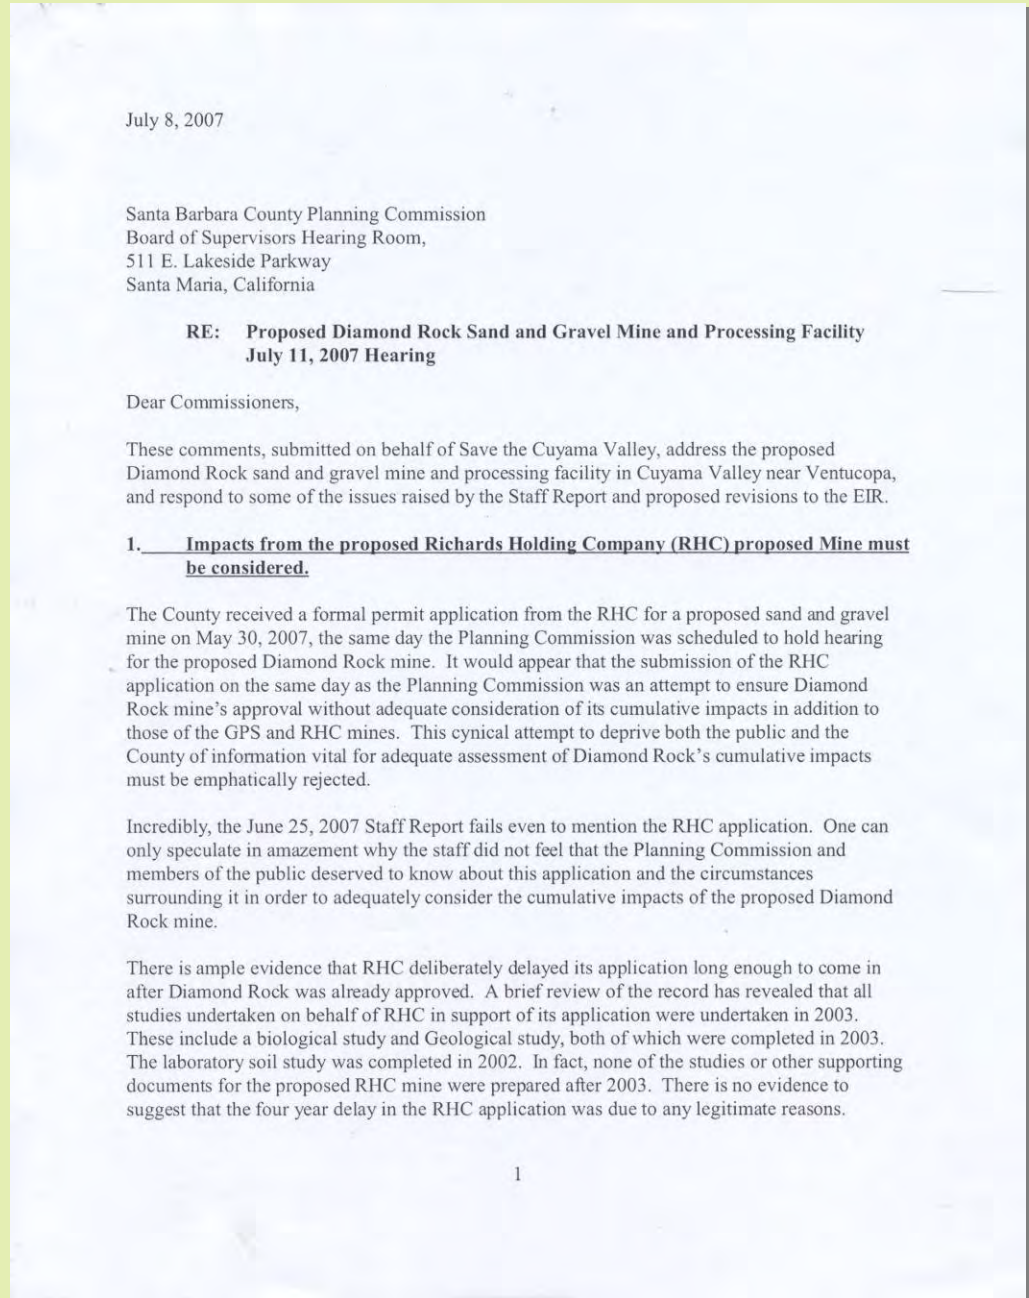 July 8, 2007
Santa Barbara County Planning Commission
Board of Supervisors Hearing Room,
511 E. Lakeside Parkway
Santa Maria, California
RE: Proposed Diamond Rock Sand and Gravel Mine and Processing Facility
July 11, 2007 Hearing
Dear Commissioners,
These comments, submitted on behalf of Save the Cuyama Valley, address the proposed
Diamond Rock sand and gravel mine and processing facility in Cuyama Valley near Ventucopa,
and respond to some of the issues raised by the Staff Report and proposed revisions to the EIR.
1. Impacts from the proposed Richards Holding Company (RHC) proposed Mine must
be considered.
The County received a formal permit application from the RHC for a proposed sand and gravel
mine on May 30, 2007, the same day the Planning Commission was scheduled to hold hearing
for the proposed Diamond Rock mine. It would appear that the submission of the RHC
application on the same day as the Planning Commission was an attempt to ensure Diamond
Rock mine's approval without adequate consideration of its cumulative impacts in addition to
those of the GPS and RHC mines. This cynical attempt to deprive both the public and the
County of information vital for adequate assessment of Diamond Rock's cumulative impacts
must be emphatically rejected.
Incredibly, the June 25, 2007 Staff Report fails even to mention the RHC application. One can
only speculate in amazement why the staff did not feel that the Planning Commission and
members of the public deserved to know about this application and the circumstances
surrounding it in order to adequately consider the cumulative impacts of the proposed Diamond
Rock mine.
There is ample evidence that RHC deliberately delayed its application long enough to come in
after Diamond Rock was already approved. A brief review of the record has revealed that all
studies undertaken on behalf of RHC in support of its application were undertaken in 2003.
These include a biological study and Geological study, both of which were completed in 2003.
The laboratory soil study was completed in 2002. In fact, none of the studies or other supporting
documents for the proposed RHC mine were prepared after 2003. There is no evidence to
suggest that the four year delay in the RHC application was due to any legitimate reasons.
1